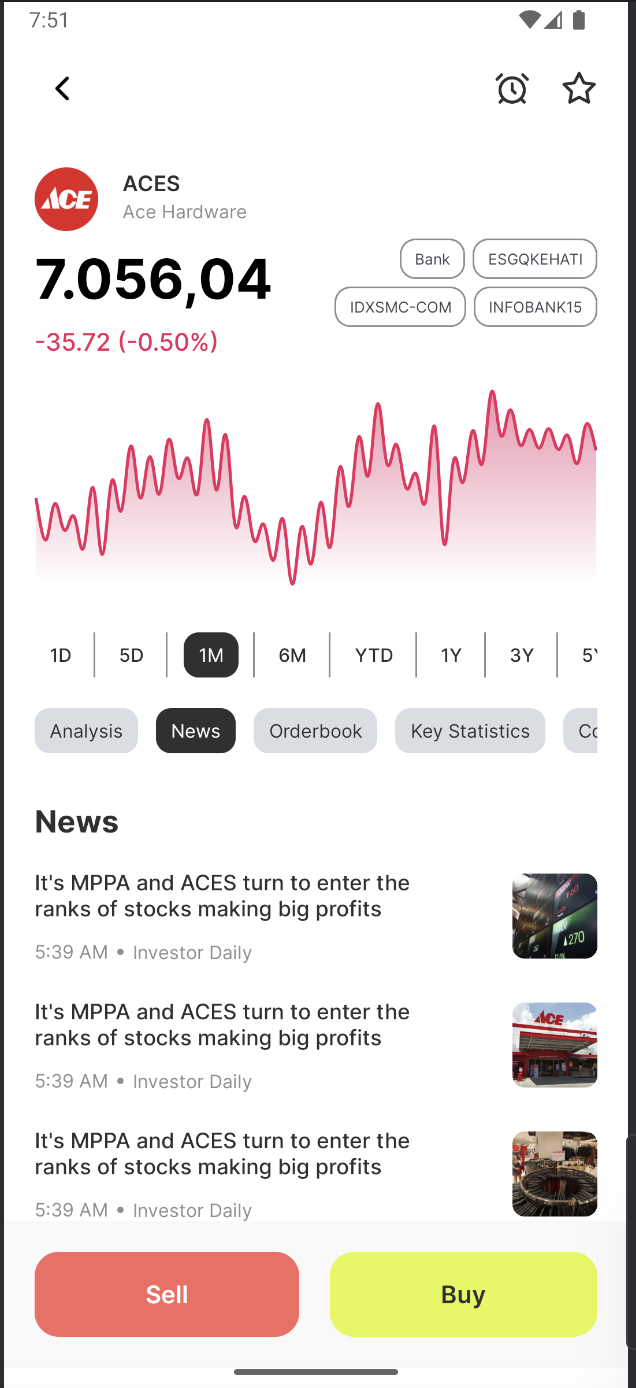 7:51
ACE
ACES
Ace Hardware
7.056,04
-35.72 (-0.50%)
Bank
ESGQKEHATI
IDXSMC-COM
INFOBANK15
1D
5D
1M
6M
YTD
1Y
3Y
5Y
Analysis
News
Orderbook
Key Statistics
Co
News
It's MPPA and ACES turn to enter the
ranks of stocks making big profits
5:39 AM • Investor Daily
270
It's MPPA and ACES turn to enter the
ranks of stocks making big profits
5:39 AM • Investor Daily
ACE
It's MPPA and ACES turn to enter the
ranks of stocks making big profits
5:39 AM • Investor Daily
Sell
Buy